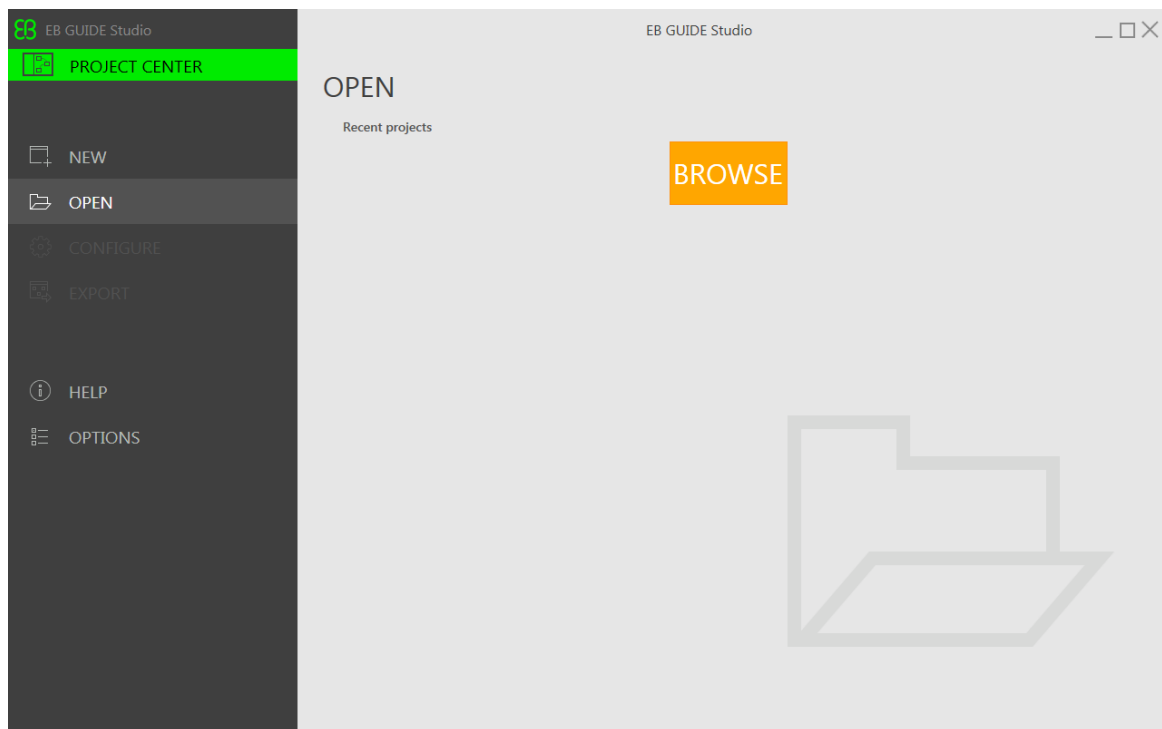 EB GUIDE Studio
EB GUIDE Studio
PROJECT CENTER
OPEN
Recent projects
BROWSE
NEW
OPEN
CONFIGURE
EXPORT
HELP
OPTIONS